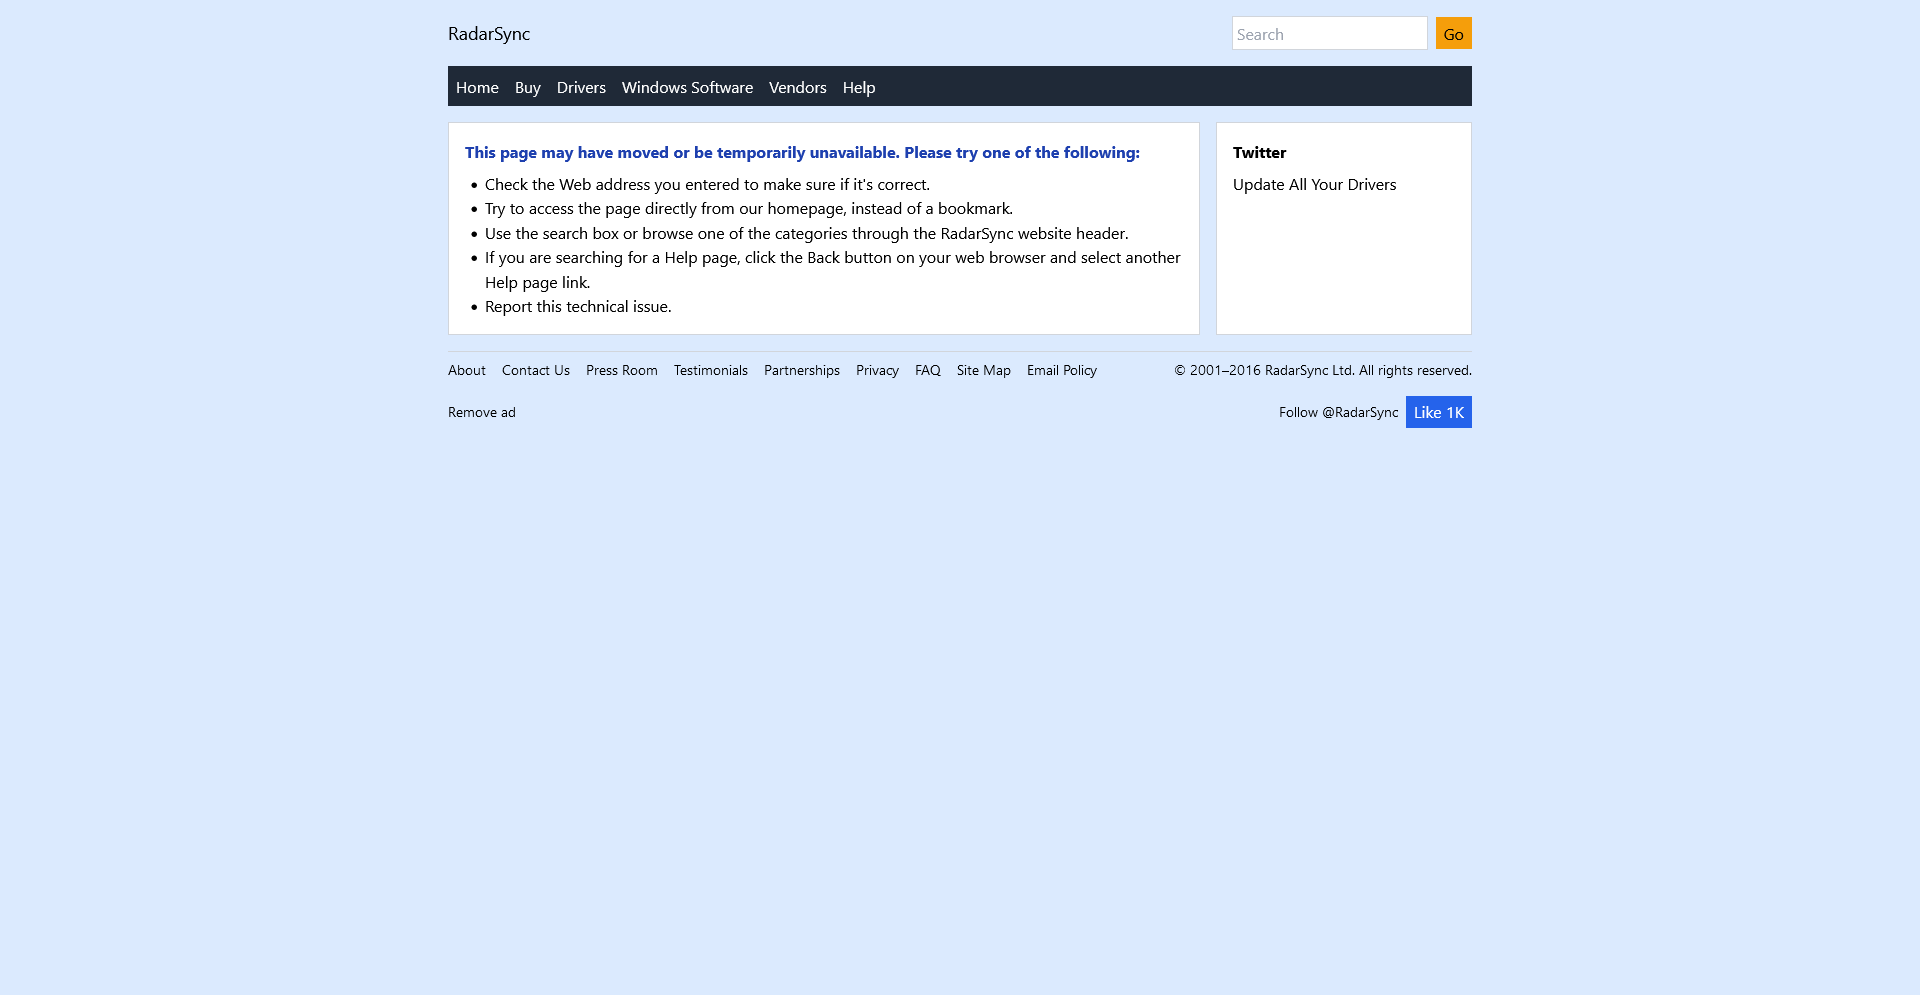 RadarSync
Search
Go
Home Buy Drivers Windows Software Vendors Help
This page may have moved or be temporarily unavailable. Please try one of the following:
• Check the Web address you entered to make sure if it's correct.
• Try to access the page directly from our homepage, instead of a bookmark.
• Use the search box or browse one of the categories through the RadarSync website header.
• If you are searching for a Help page, click the Back button on your web browser and select another
Help page link.
• Report this technical issue.
Twitter
Update All Your Drivers
About Contact Us Press Room Testimonials Partnerships Privacy FAQ Site Map Email Policy
© 2001–2016 RadarSync Ltd. All rights reserved.
Remove ad
Follow @RadarSync
Like 1K